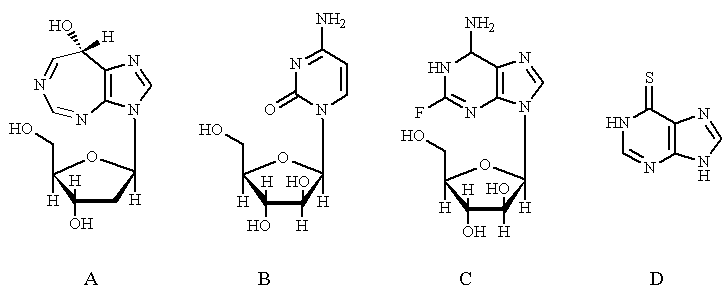 HO H NH₂ NH₂
N N N N S
N HN N HN N
N N O N F N N N N H
HO HO O HO O O
H H H HO H H H HO H
OH HO H OH H
A B C D